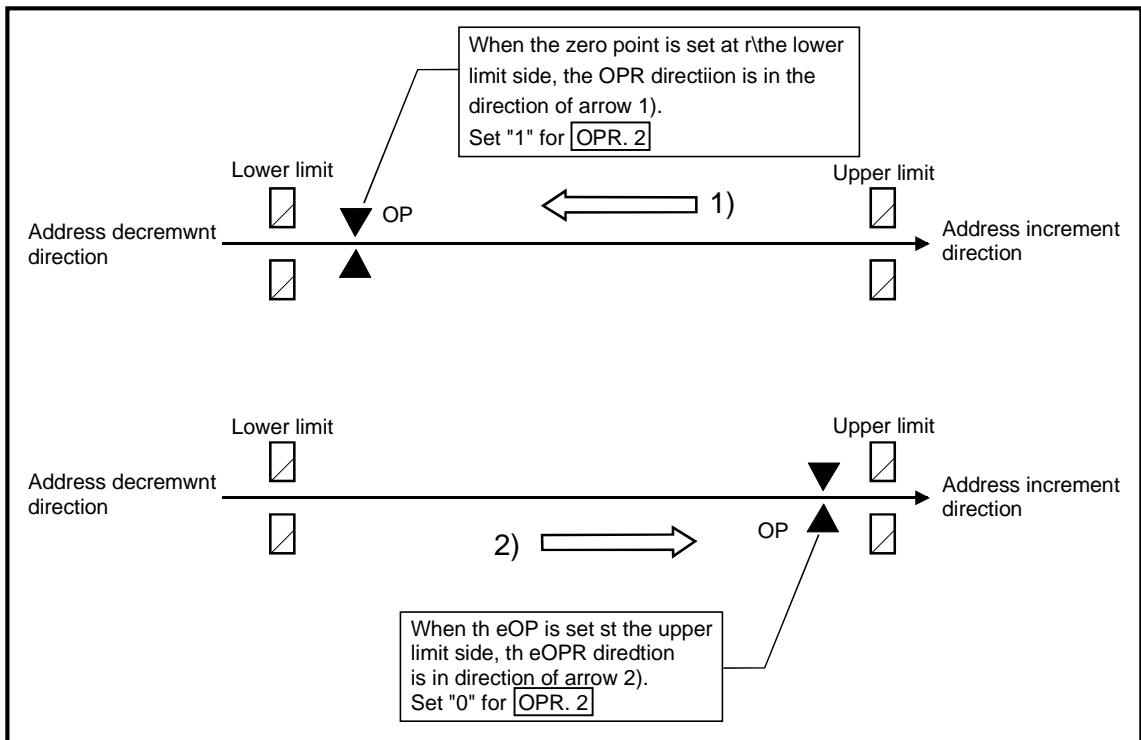 When the zero point is set at r\the lower
limit side, the OPR directiion is in the
direction of arrow 1).
Set "1" for OPR. 2
Lower limit
Upper limit
OP
1)
Address decremwnt
direction
Address increment
direction
Lower limit
Upper limit
Address decremwnt
direction
Address increment
direction
2)
OP
When th eOP is set st the upper
limit side, th eOPR diredtion
is in direction of arrow 2).
Set "0" for OPR. 2